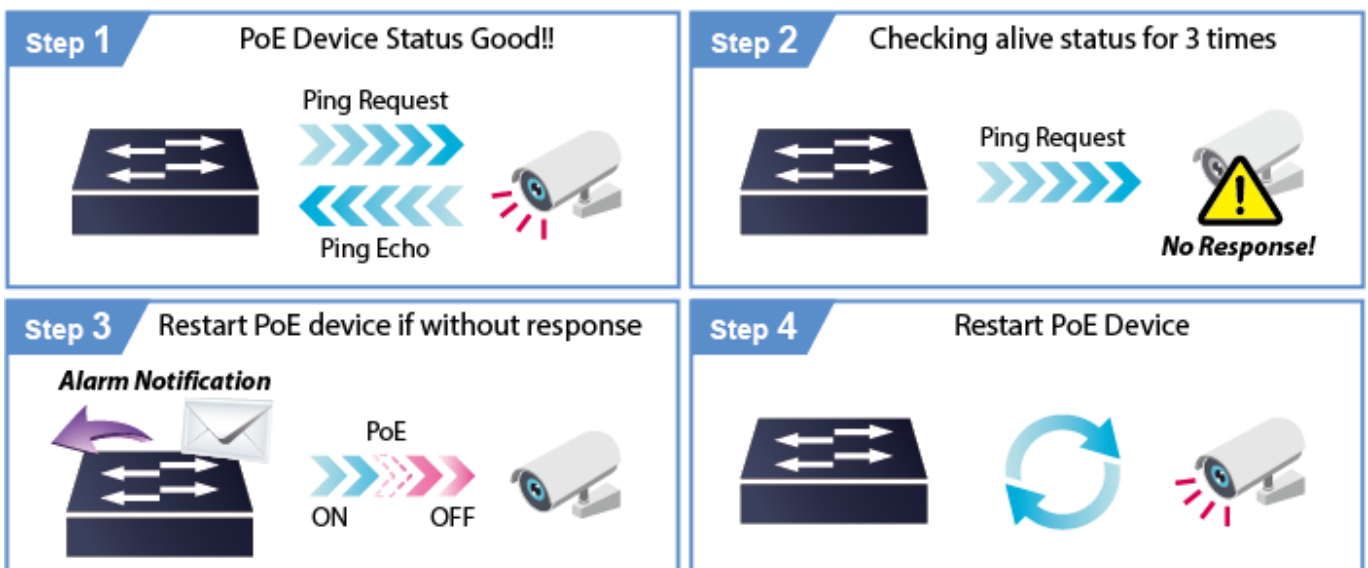 Step 1
PoE Device Status Good!!
Ping Request
Ping Echo
Step 2
Checking alive status for 3 times
Ping Request
No Response!
Step 3
Restart PoE device if without response
Alarm Notification
PoE
ON
OFF
Step 4
Restart PoE Device